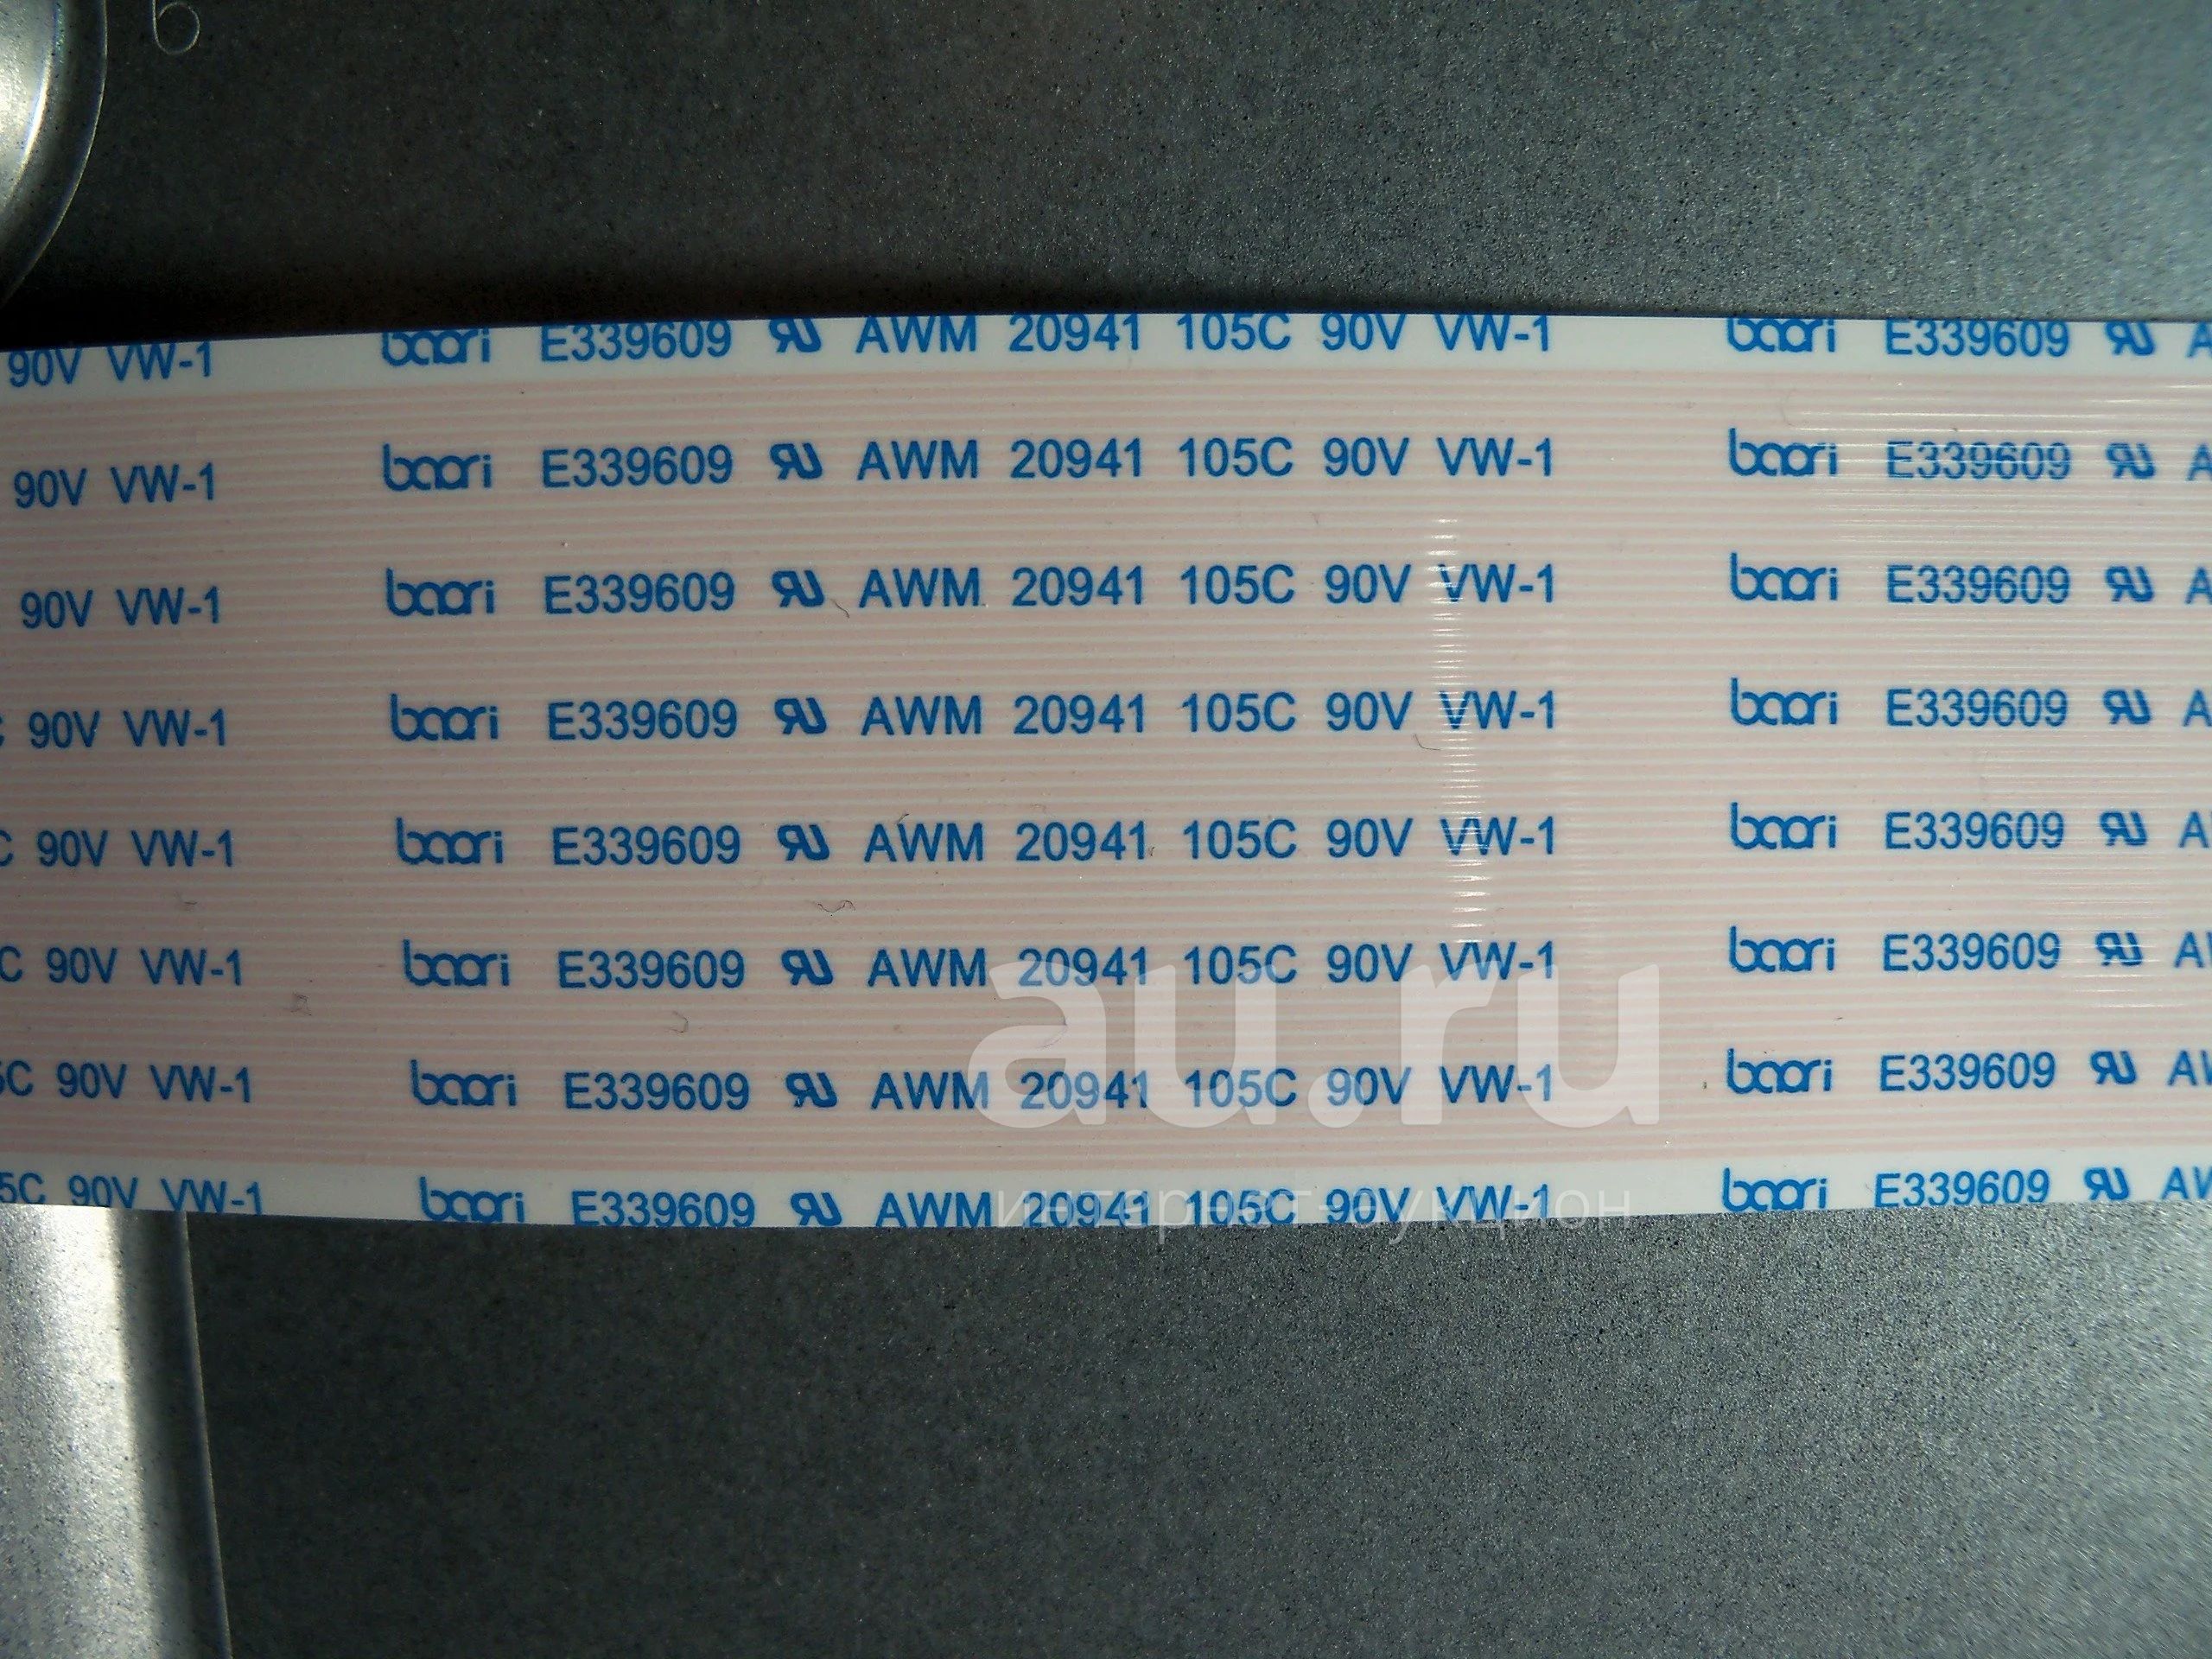 90V VW-1 baori E339609 AWM 20941 105C 90V VW-1 baori E339609 A
90V VW-1 baori E339609 AWM 20941 105C 90V VW-1 baori E339609 A
90V VW-1 baori E339609 AWM 20941 105C 90V VW-1 baori E339609 A
C 90V VW-1 baori E339609 AWM 20941 105C 90V VW-1 baori E339609 A
C 90V VW-1 baori E339609 AWM 20941 105C 90V VW-1 baori E339609 A
C 90V VW-1 baori E339609 AWM 20941 105C 90V VW-1 baori E339609 AW
au.ru
5C 90V VW-1 baori E339609 AWM 20941 105C 90V VW-1 baori E339609 AW
5C 90V VW-1 baori E339609 AWM 20941 105C 90V VW-1 baori E339609 AW
интернет-аукцион